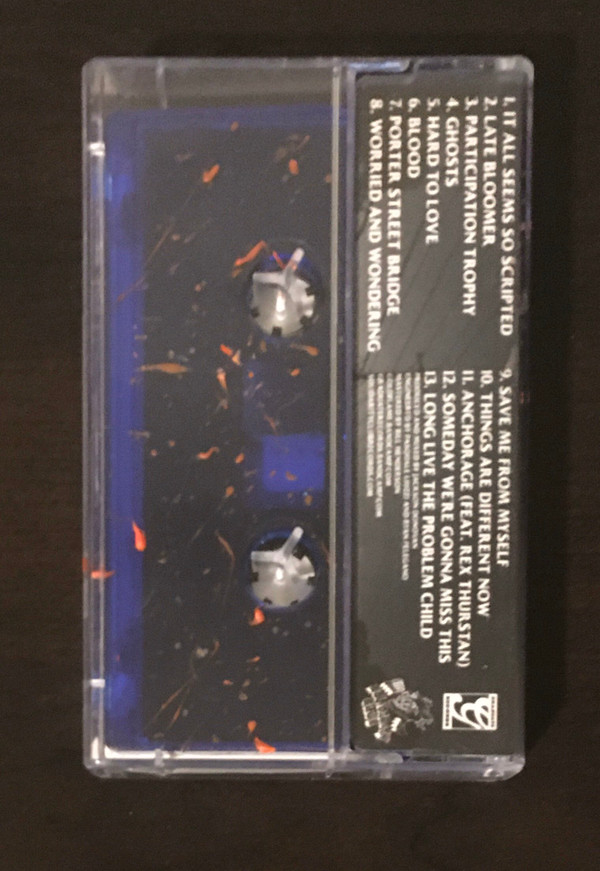 1. IT ALL SEEMS SO SCRIPTED
2. LATE BLOOMER
3. PARTICIPATION TROPHY
4. GHOSTS
5. HARD TO LOVE
6. BLOOD
7. PORTER STREET BRIDGE
8. WORRIED AND WONDERING
9. SAVE ME FROM MYSELF
10. THINGS ARE DIFFERENT NOW
11. ANCHORAGE (FEAT. REX THURSTAN)
12. SOMEDAY WE'RE GONNA MISS THIS
13. LONG LIVE THE PROBLEM CHILD